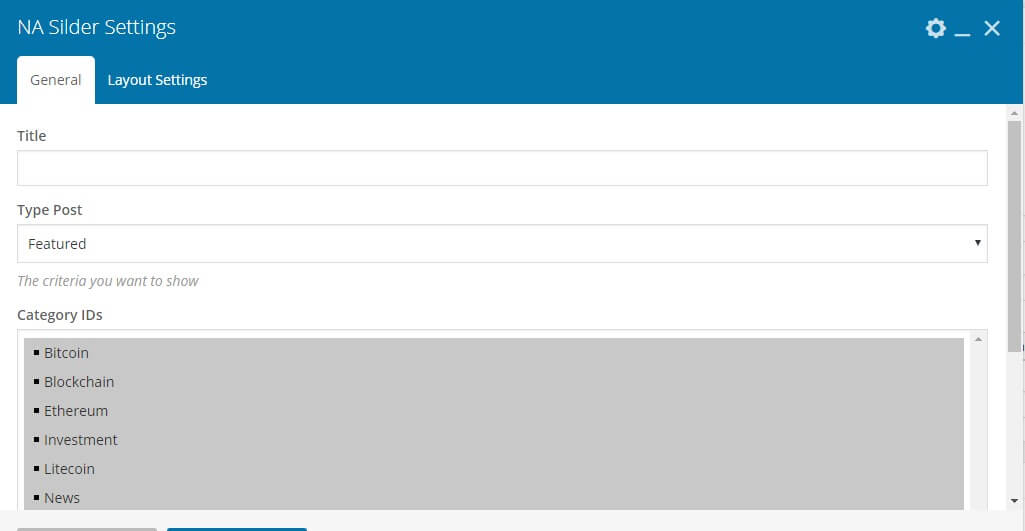 NA Silder Settings
General
Layout Settings
Title
Type Post
Featured
The criteria you want to show
Category IDs
Bitcoin
Blockchain
Ethereum
Investment
Litecoin
News